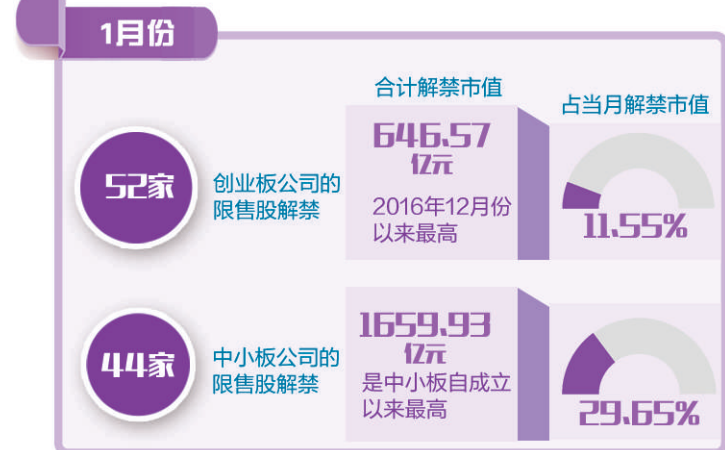 1月份
合计解禁市值
占当月解禁市值
52家
创业板公司的
限售股解禁
646.57
亿元
2016年12月份
以来最高
11.55%
44家
中小板公司的
限售股解禁
1659.93
亿元
是中小板自成立
以来最高
29.65%